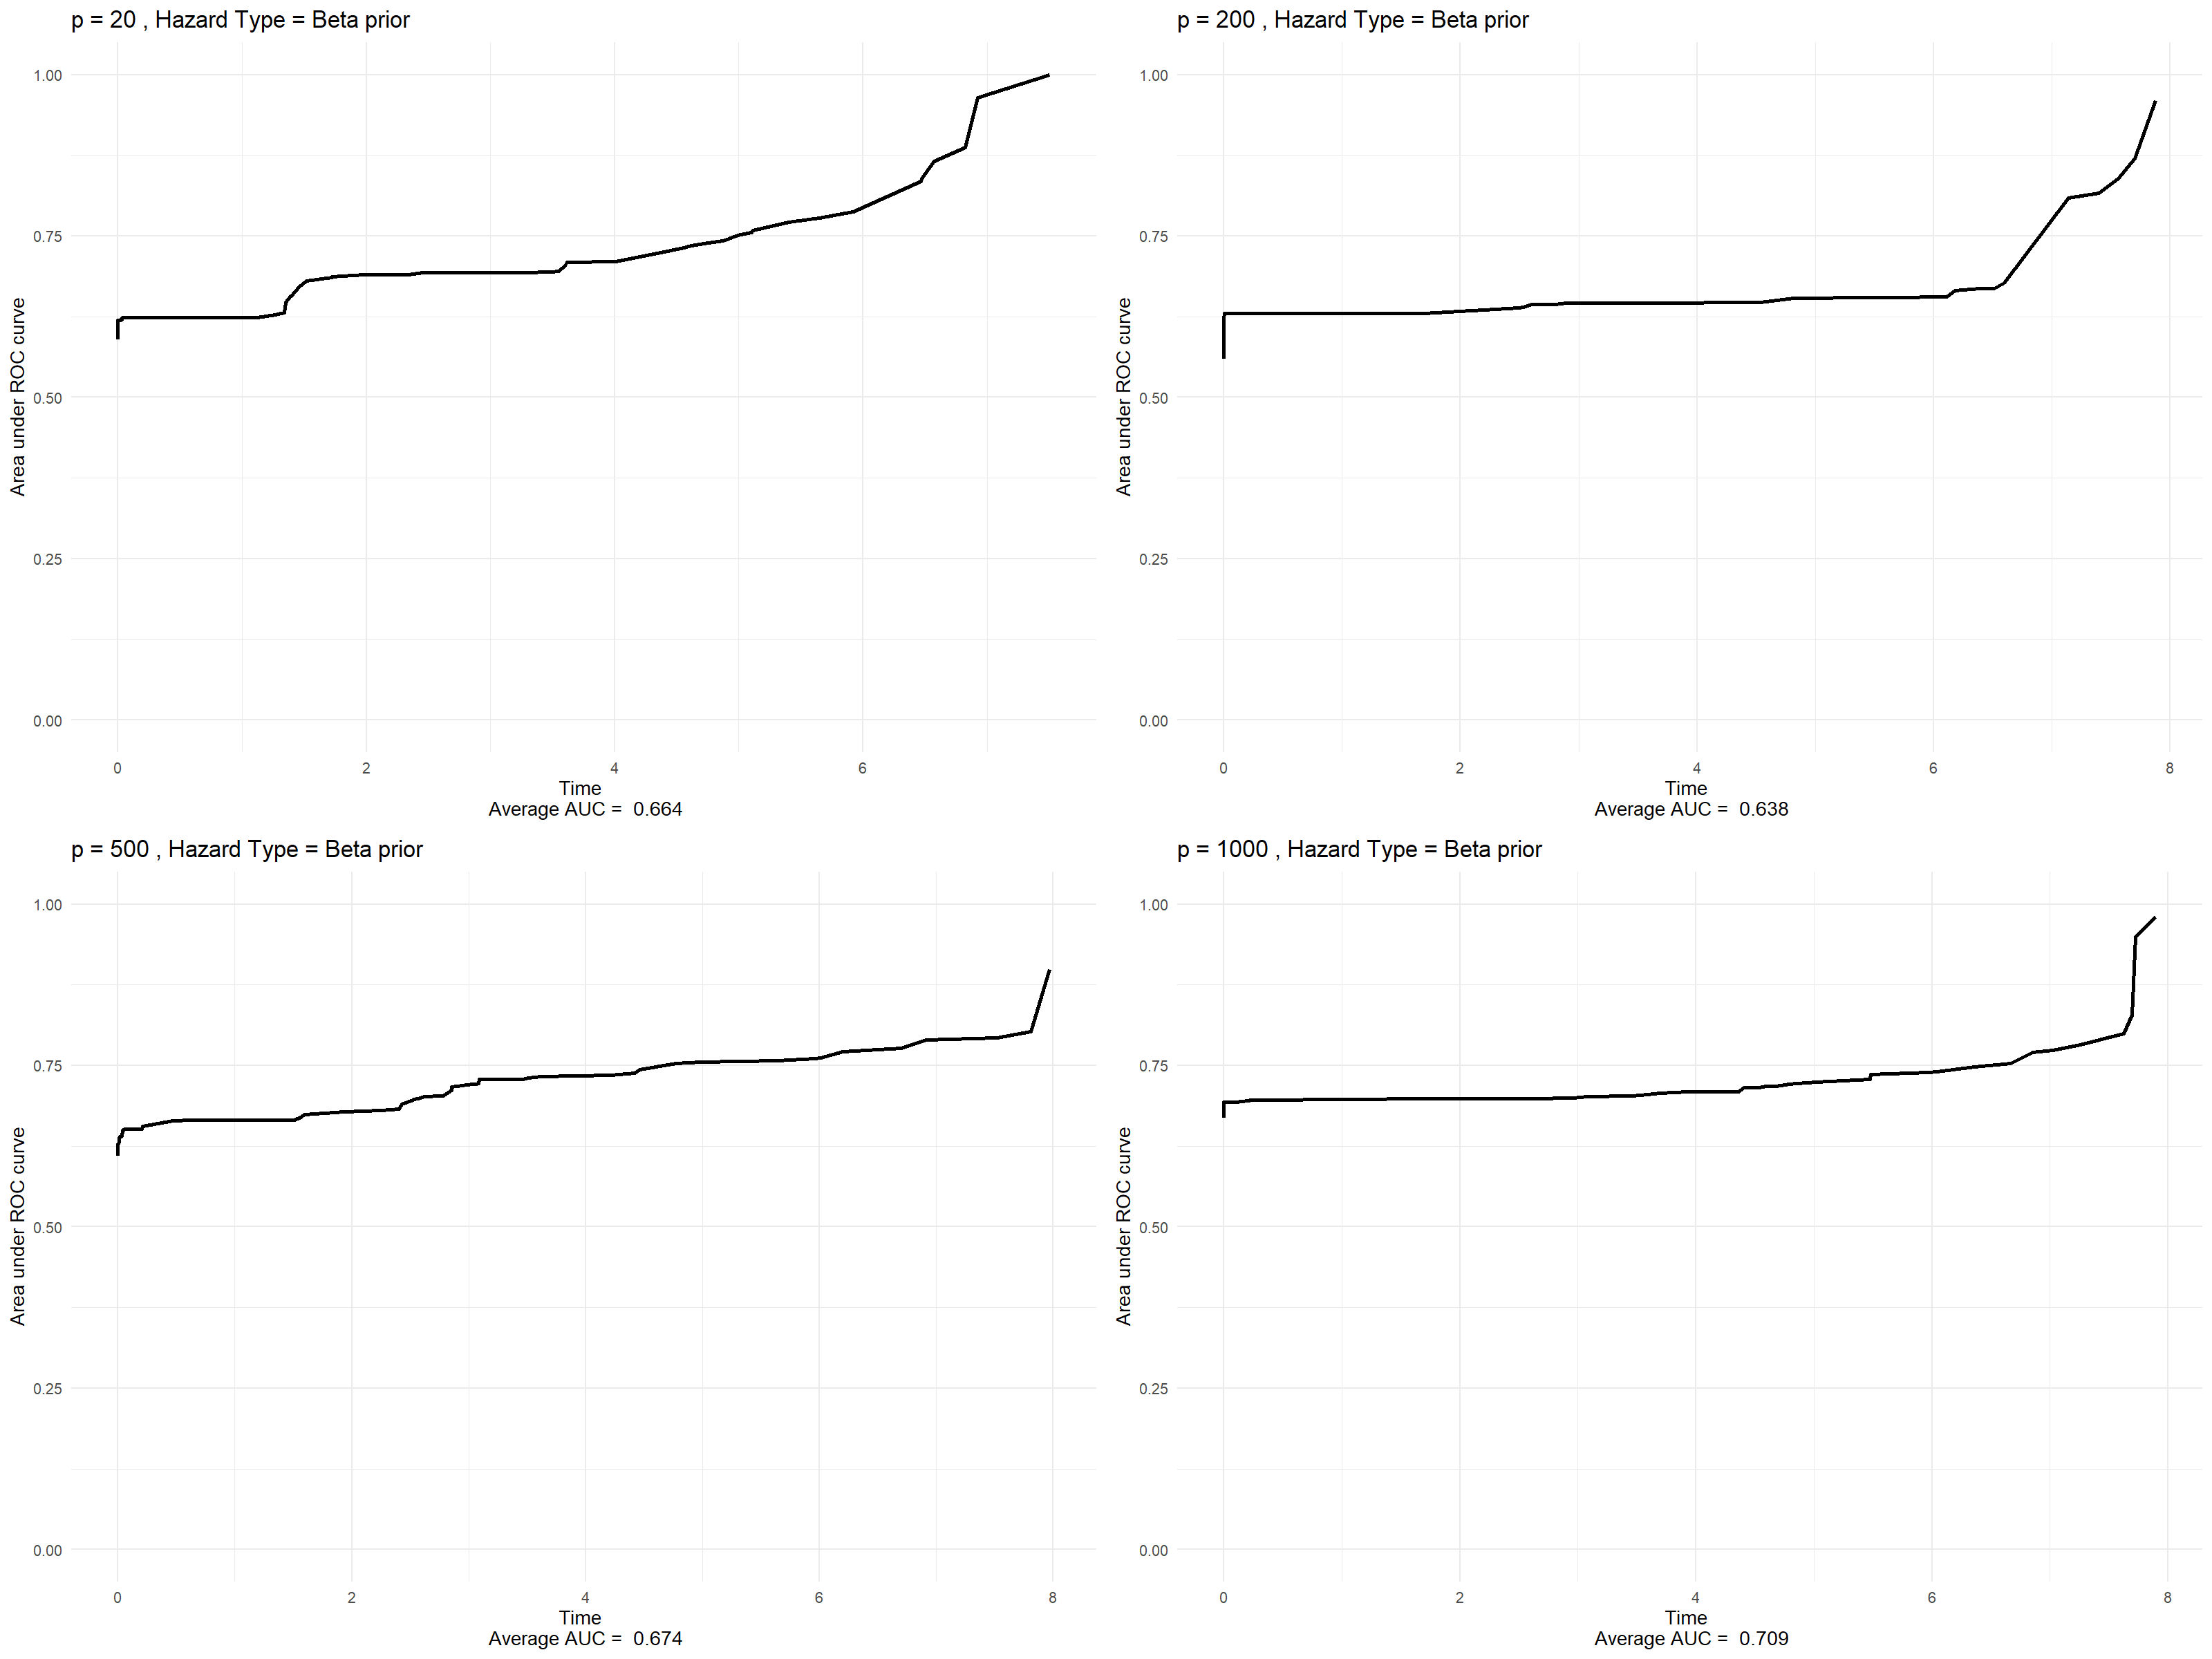 p = 20 , Hazard Type = Beta prior
1.00
0.75
0.50
0.25
0.00
Area under ROC curve
0 2 4 6
Time
Average AUC =  0.664
p = 200 , Hazard Type = Beta prior
1.00
0.75
0.50
0.25
0.00
Area under ROC curve
0 2 4 6 8
Time
Average AUC =  0.638
p = 500 , Hazard Type = Beta prior
1.00
0.75
0.50
0.25
0.00
Area under ROC curve
0 2 4 6 8
Time
Average AUC =  0.674
p = 1000 , Hazard Type = Beta prior
1.00
0.75
0.50
0.25
0.00
Area under ROC curve
0 2 4 6 8
Time
Average AUC =  0.709